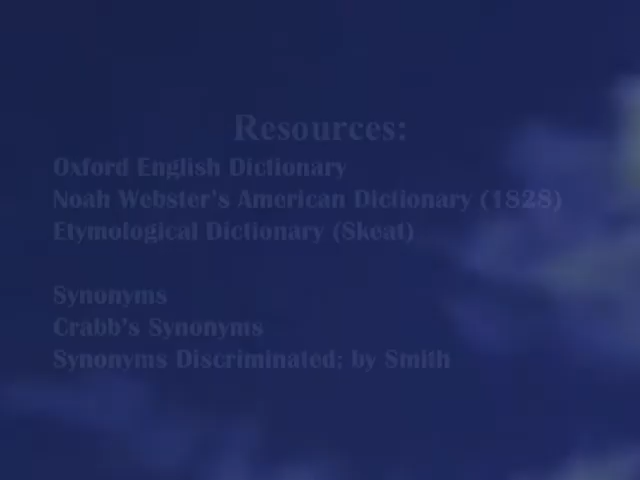 Resources:
Oxford English Dictionary
Noah Webster's American Dictionary (1828)
Etymological Dictionary (Skeat)
Synonyms
Crabb's Synonyms
Synonyms Discriminated; by Smith